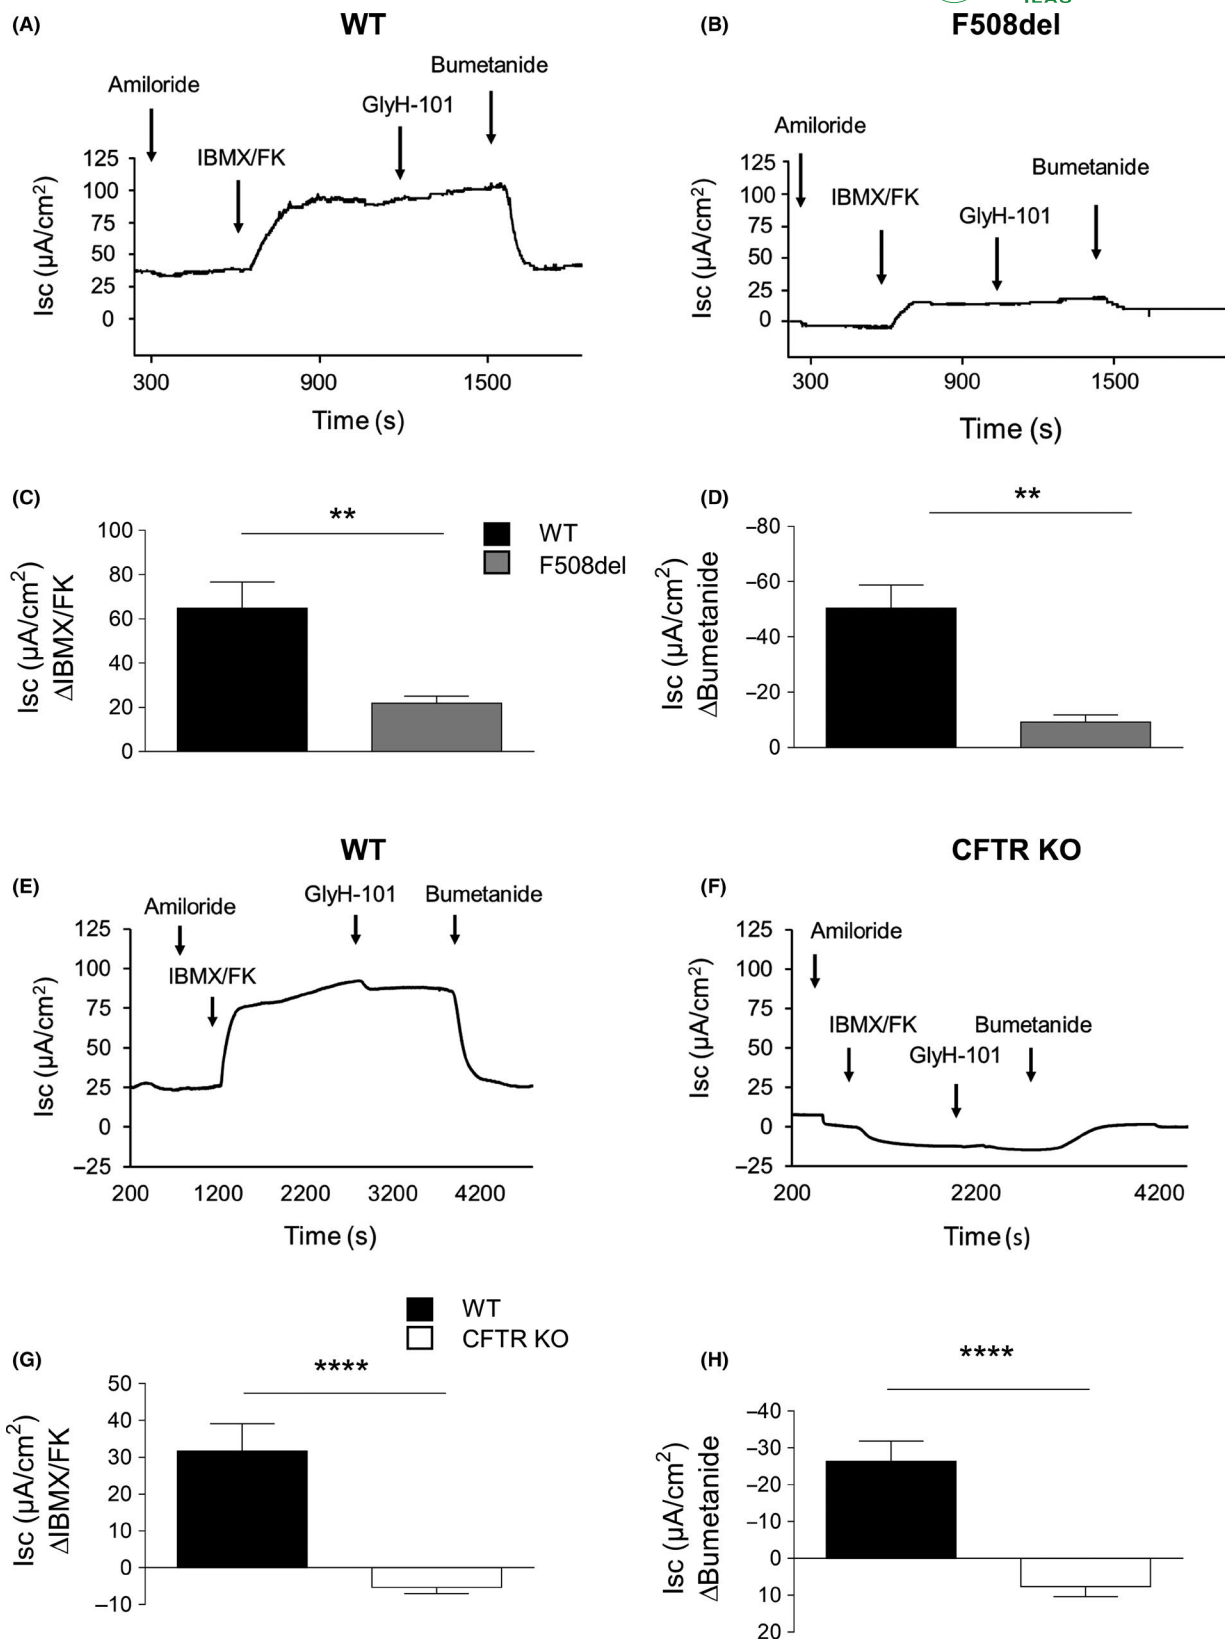 (A)
WT
Amiloride
IBMX/FK
GlyH-101
Bumetanide
125
100
75
50
25
0
Isc (µA/cm2)
300
900
1500
Time (s)
(B)
F508del
Amiloride
IBMX/FK
GlyH-101
Bumetanide
125
100
75
50
25
0
Isc (µA/cm2)
300
900
1500
Time (s)
(C)
**
100
80
60
40
20
0
Isc (µA/cm2)
ΔIBMX/FK
WT
F508del
(D)
**
–80
–60
–40
–20
0
Isc (µA/cm2)
ΔBumetanide
(E)
WT
Amiloride
IBMX/FK
GlyH-101
Bumetanide
125
100
75
50
25
0
–25
Isc (µA/cm2)
200
1200
2200
3200
4200
Time (s)
(F)
CFTR KO
Amiloride
IBMX/FK
GlyH-101
Bumetanide
125
100
75
50
25
0
–25
Isc (µA/cm2)
200
2200
4200
Time (s)
WT
CFTR KO
(G)
****
50
40
30
20
10
0
–10
Isc (µA/cm2)
ΔIBMX/FK
(H)
****
–40
–30
–20
–10
0
10
20
Isc (µA/cm2)
ΔBumetanide